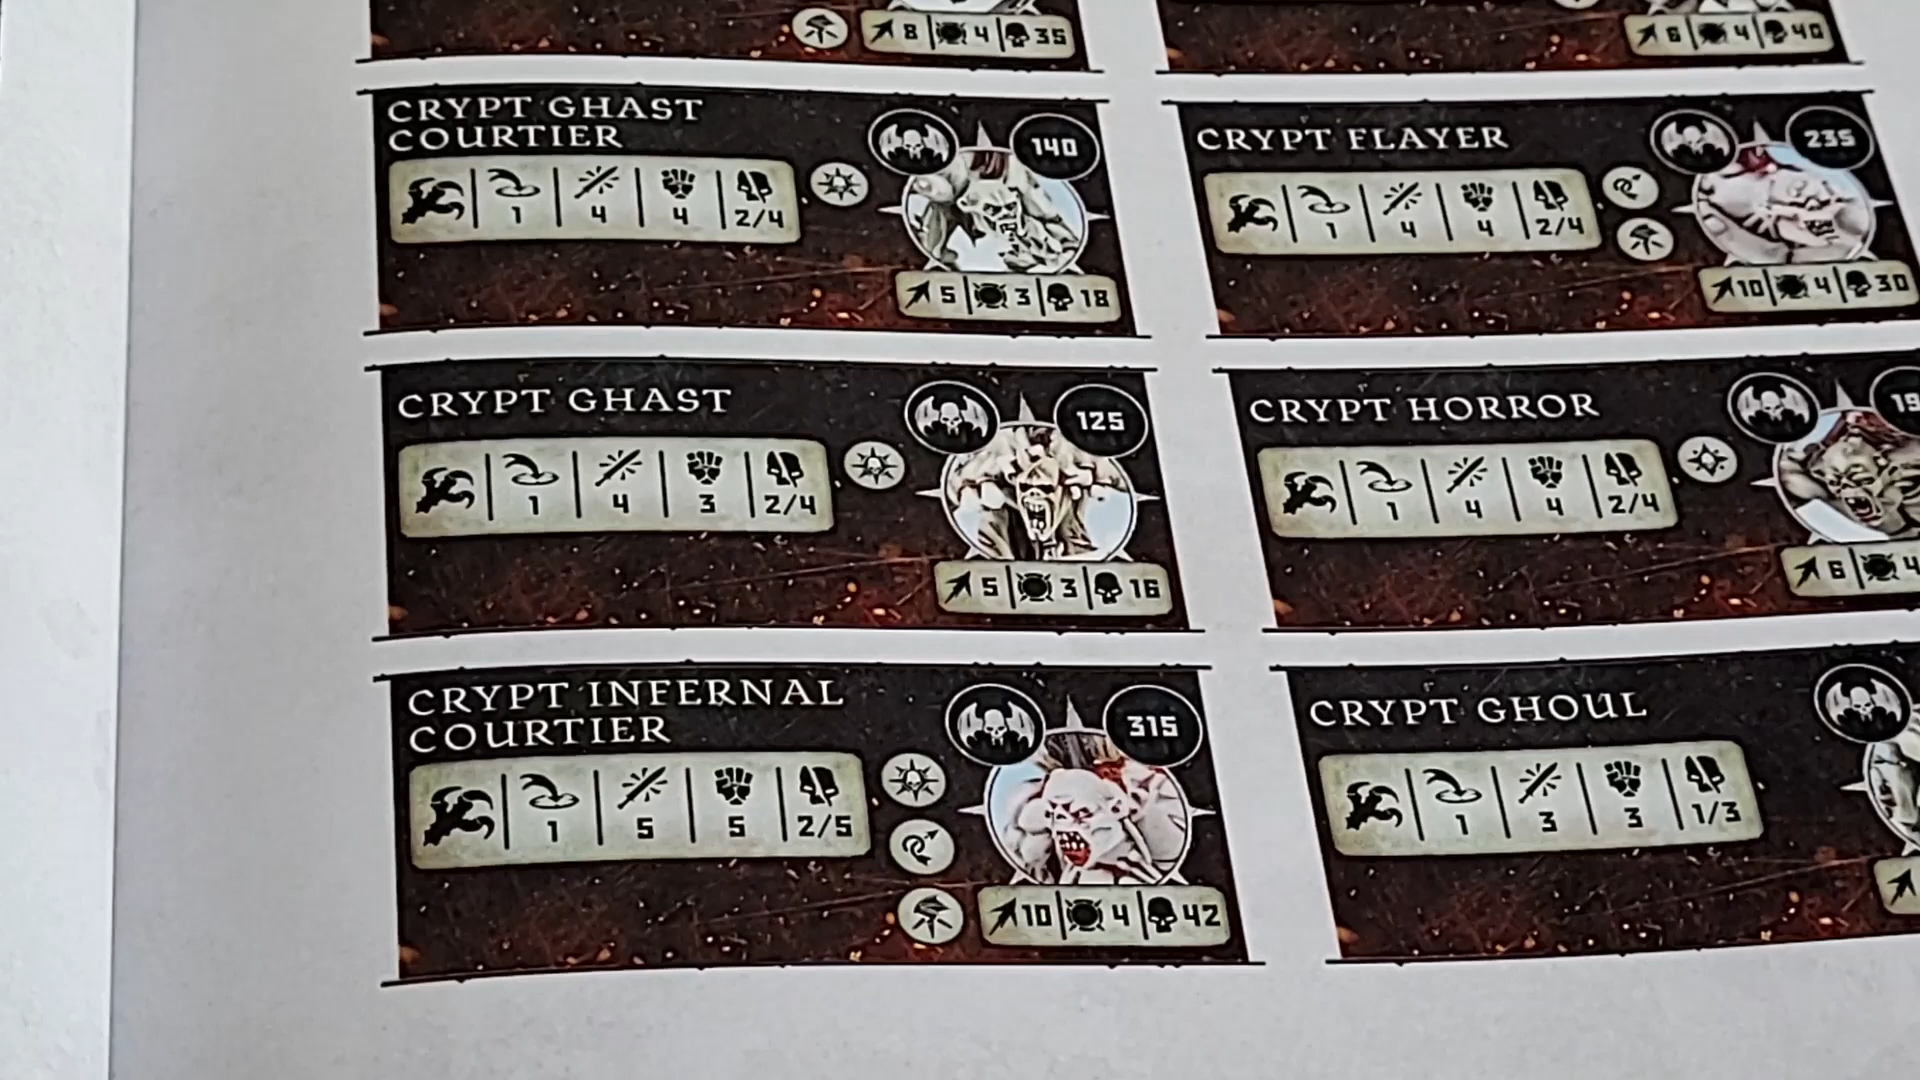 8 4 35
6 4 40
CRYPT GHAST
COURTIER
140
1 4 4 2/4
5 3 18
CRYPT FLAYER
235
1 4 4 2/4
10 4 30
CRYPT GHAST
125
1 4 3 2/4
5 3 16
CRYPT HORROR
1 4 4 2/4
6 4
CRYPT INFERNAL
COURTIER
315
1 5 5 2/5
10 4 42
CRYPT GHOUL
1 3 3 1/3